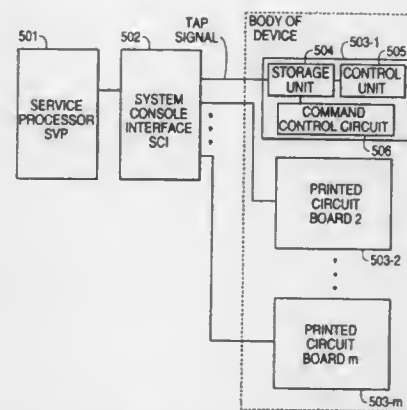 BODY OF
DEVICE
501
502
TAP
SIGNAL
504
503-1
505
SERVICE
PROCESSOR
SVP
SYSTEM
CONSOLE
INTERFACE
SCI
STORAGE
UNIT
CONTROL
UNIT
COMMAND
CONTROL CIRCUIT
506
PRINTED
CIRCUIT
BOARD 2
503-2
PRINTED
CIRCUIT
BOARD m
503-m